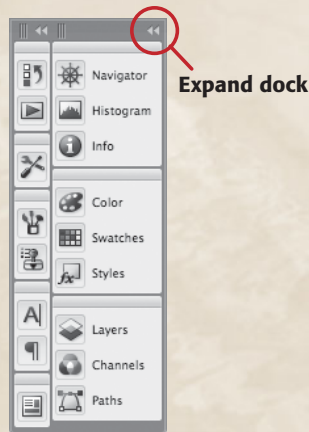 Expand dock
Navigator
Histogram
Info
Color
Swatches
Styles
Layers
Channels
Paths